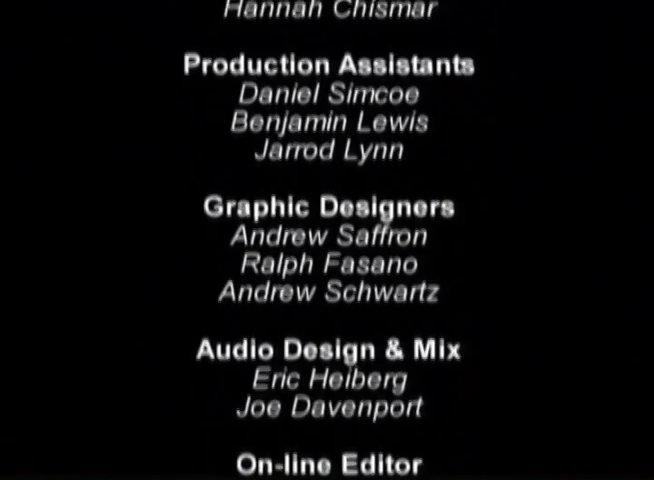 Hannah Chismar
Production Assistants
Daniel Simcoe
Benjamin Lewis
Jarrod Lynn
Graphic Designers
Andrew Saffron
Ralph Fasano
Andrew Schwartz
Audio Design & Mix
Eric Heiberg
Joe Davenport
On-line Editor